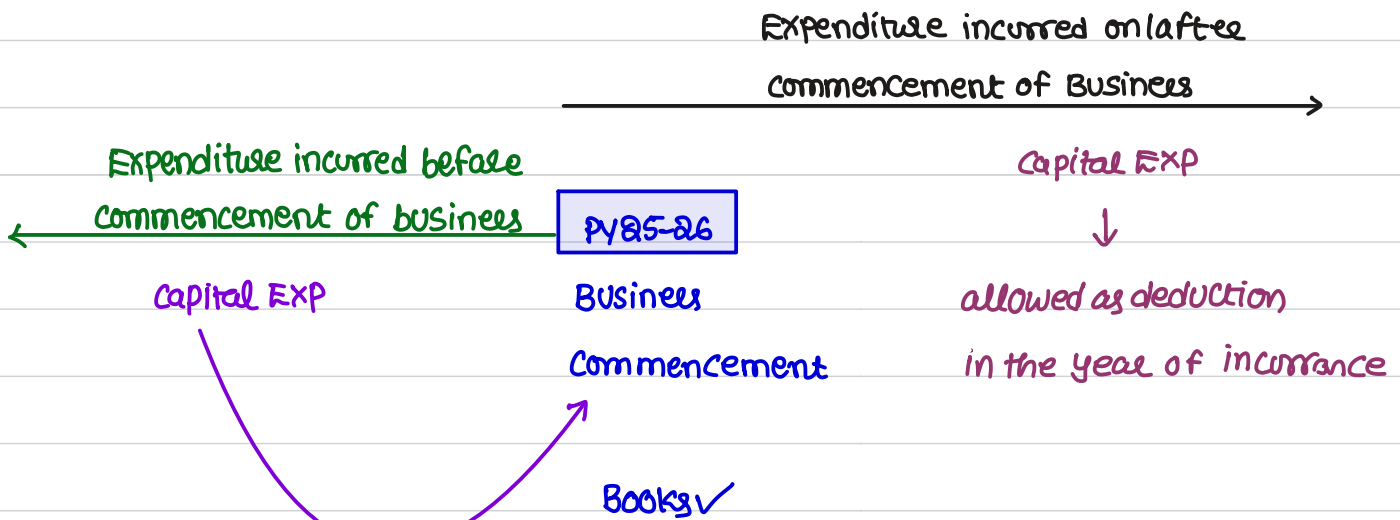 Expenditure incurred on/after
commencement of Business
Expenditure incurred before
commencement of business
PY25-26
Capital EXP
Capital EXP
Business
Commencement
allowed as deduction
in the year of incurrance
Books✓